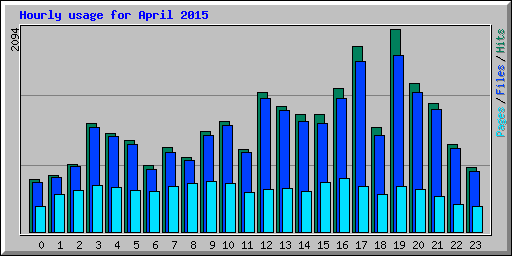 Hourly usage for April 2015
2094
Pages / Files / Hits
0 1 2 3 4 5 6 7 8 9 10 11 12 13 14 15 16 17 18 19 20 21 22 23